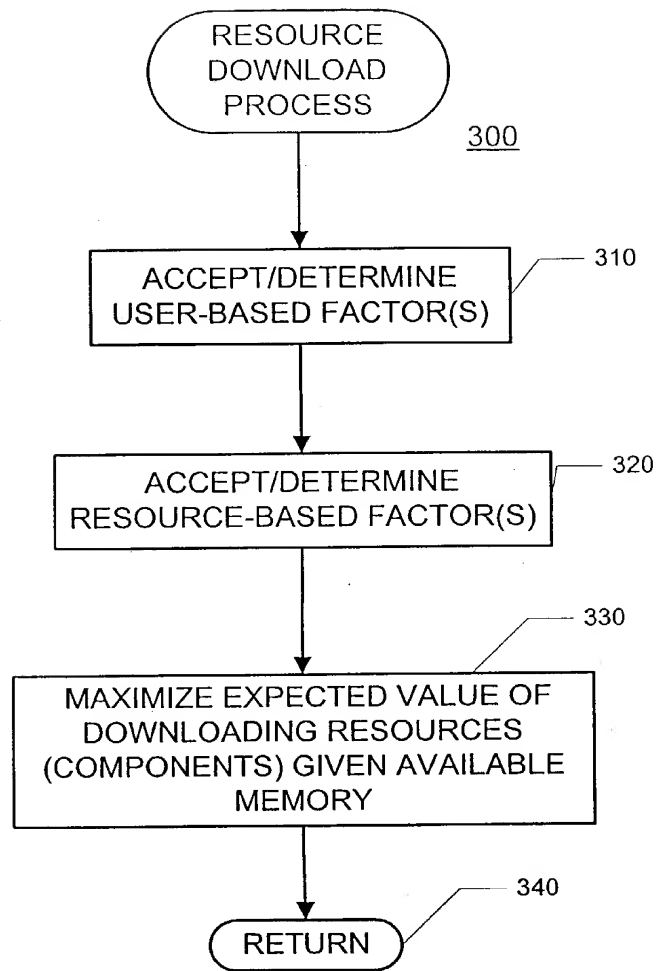 RESOURCE
DOWNLOAD
PROCESS
300
ACCEPT/DETERMINE
USER-BASED FACTOR(S)
310
ACCEPT/DETERMINE
RESOURCE-BASED FACTOR(S)
320
330
MAXIMIZE EXPECTED VALUE OF
DOWNLOADING RESOURCES
(COMPONENTS) GIVEN AVAILABLE
MEMORY
340
RETURN